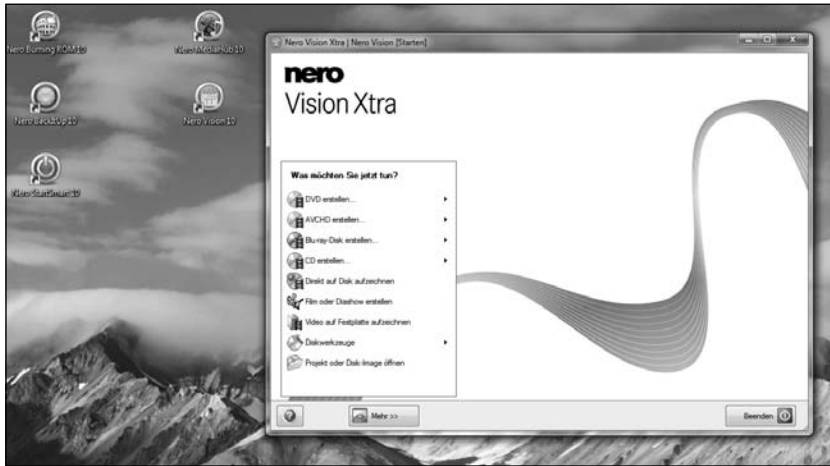 Nero Burning ROM 10
Nero MediaHub 10
Nero BackItUp 10
Nero Vision 10
Nero StartSmart 10
Nero Vision Xtra | Nero Vision [Starten]
nero
Vision Xtra
Was möchten Sie jetzt tun?
DVD erstellen...
AVCHD erstellen...
Blu-ray-Disk erstellen...
CD erstellen...
Direkt auf Disk aufzeichnen
Film oder Diashow erstellen
Video auf Festplatte aufzeichnen
Diskwerkzeuge
Projekt oder Disk-Image öffnen
Mehr >>
Beenden